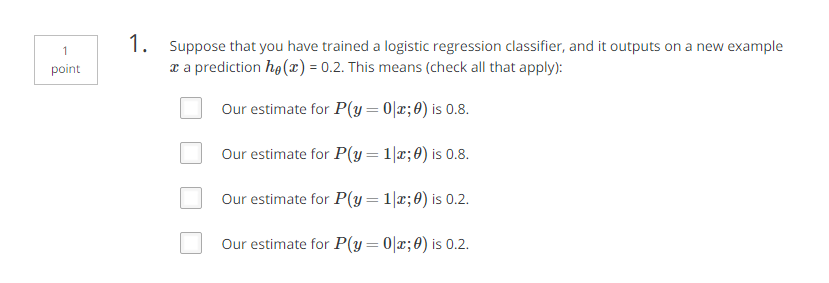 1
point
1. Suppose that you have trained a logistic regression classifier, and it outputs on a new example
x a prediction hθ(x) = 0.2. This means (check all that apply):
Our estimate for P(y = 0|x; θ) is 0.8.
Our estimate for P(y = 1|x; θ) is 0.8.
Our estimate for P(y = 1|x; θ) is 0.2.
Our estimate for P(y = 0|x; θ) is 0.2.